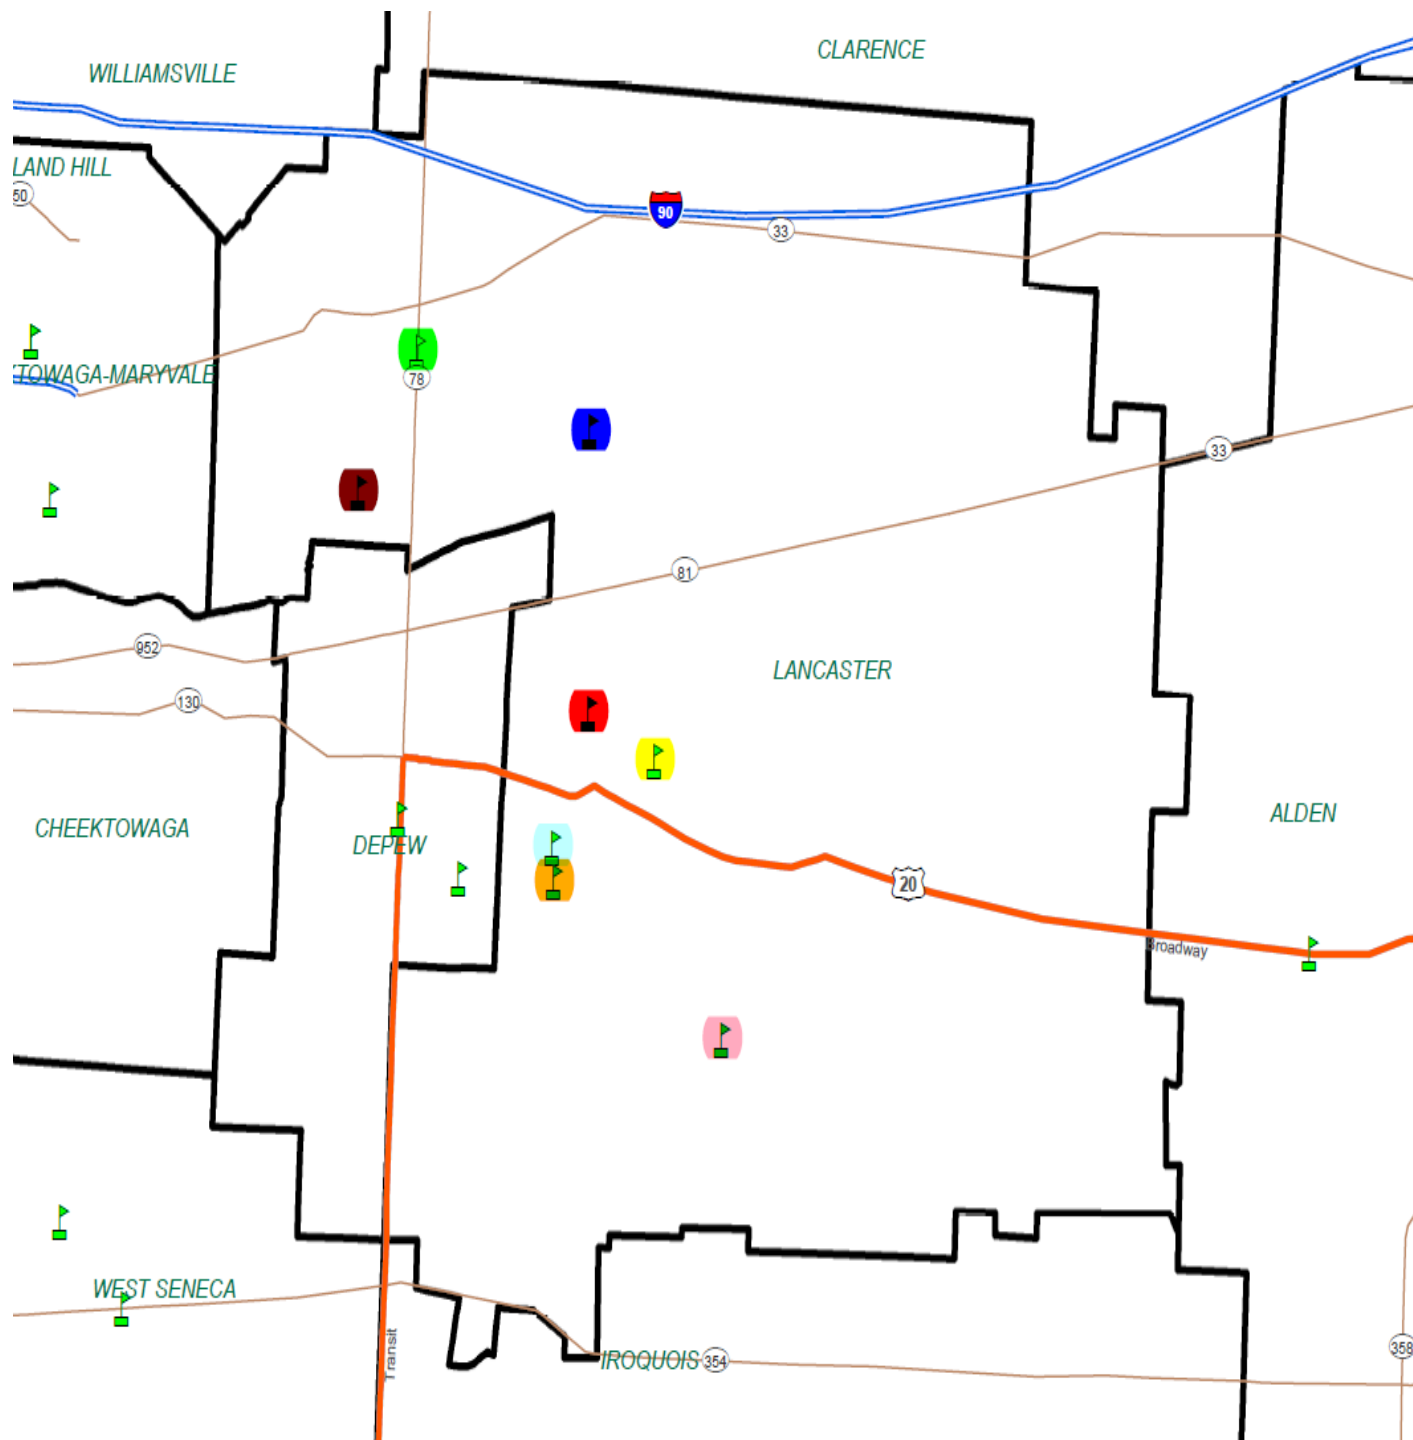 CLARENCE
WILLIAMSVILLE
LAND HILL
50
90
33
78
KTOWAGA-MARYVALE
33
81
952
LANCASTER
130
ALDEN
CHEEKTOWAGA
DEPEW
20
Broadway
WEST SENECA
Transit
IROQUOIS
354
358